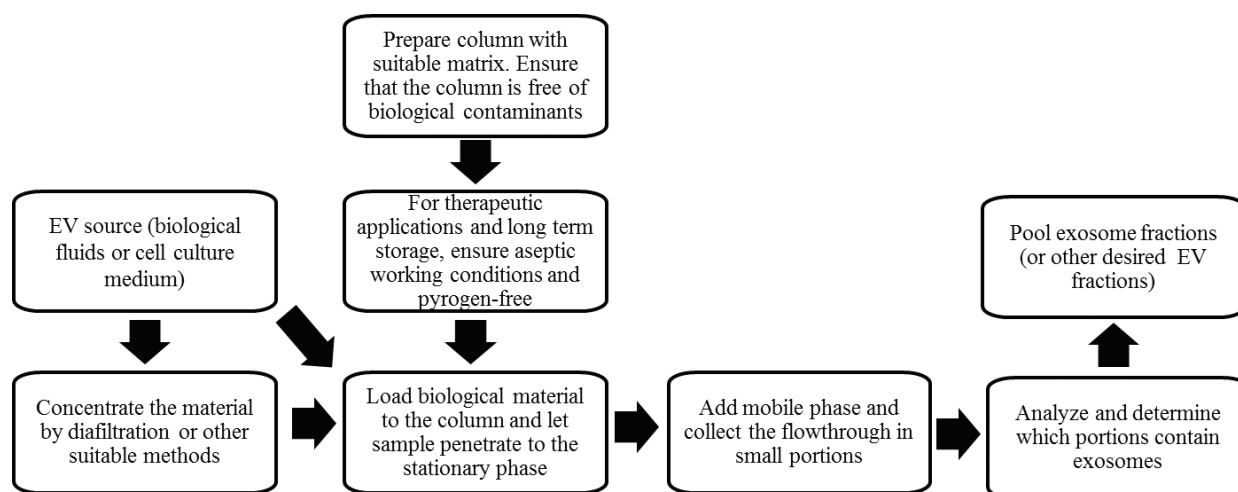 Prepare column with
suitable matrix. Ensure
that the column is free of
biological contaminants
EV source (biological
fluids or cell culture
medium)
For therapeutic
applications and long term
storage, ensure aseptic
working conditions and
pyrogen-free
Pool exosome fractions
(or other desired EV
fractions)
Concentrate the material
by diafiltration or other
suitable methods
Load biological material
to the column and let
sample penetrate to the
stationary phase
Add mobile phase and
collect the flowthrough in
small portions
Analyze and determine
which portions contain
exosomes